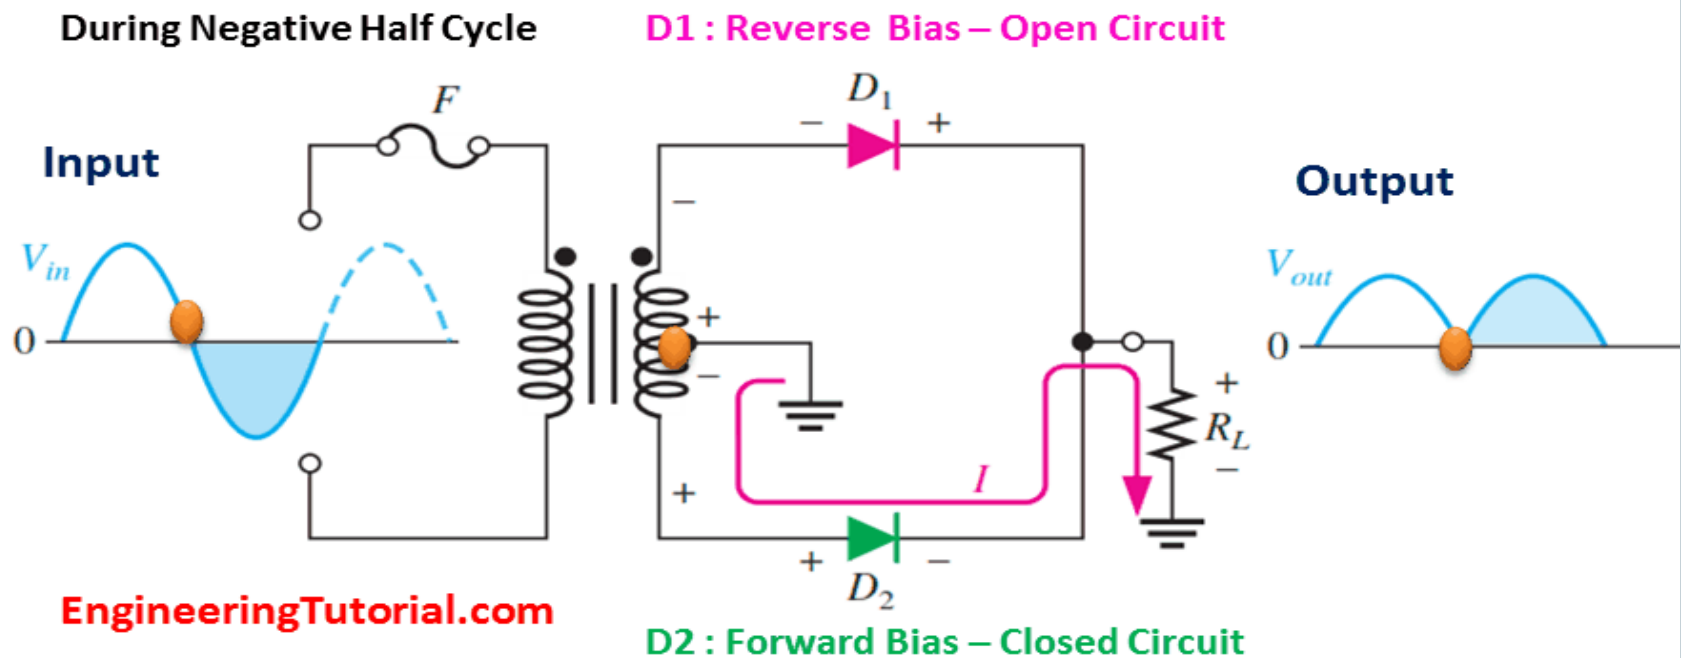 During Negative Half Cycle
D1 : Reverse Bias – Open Circuit
F
D1
− +
Input
Output
Vin
Vout
−
0
+
0
−
+
RL
−
I
+
+ −
D2
EngineeringTutorial.com
D2 : Forward Bias – Closed Circuit